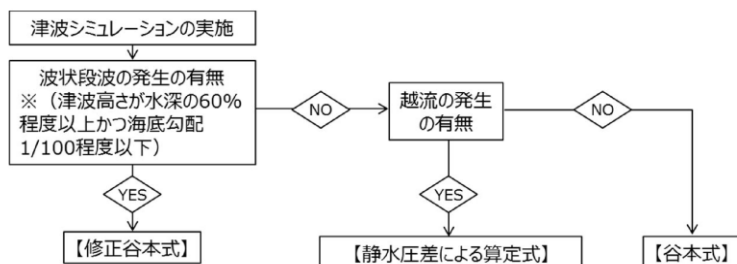 津波シミュレーションの実施
波状段波の発生の有無
※（津波高さが水深の60%
程度以上かつ海底勾配
1/100程度以下）
NO
越流の発生
の有無
NO
YES
YES
【修正谷本式】
【静水圧差による算定式】
【谷本式】